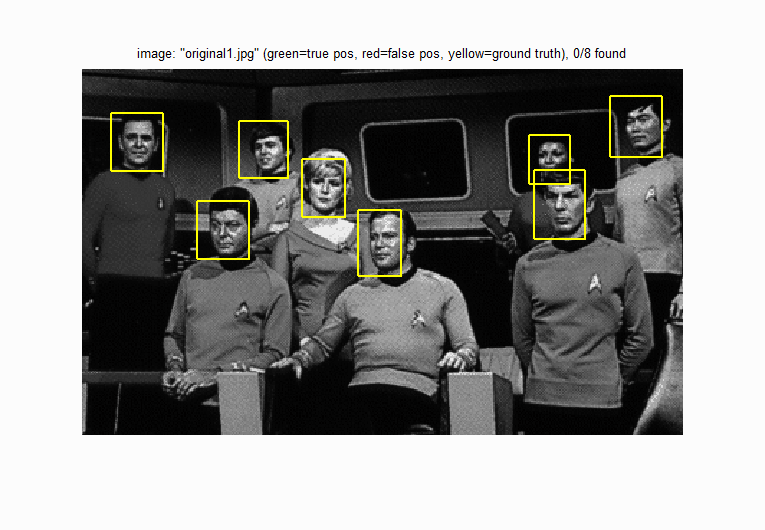 image: "original1.jpg" (green=true pos, red=false pos, yellow=ground truth), 0/8 found